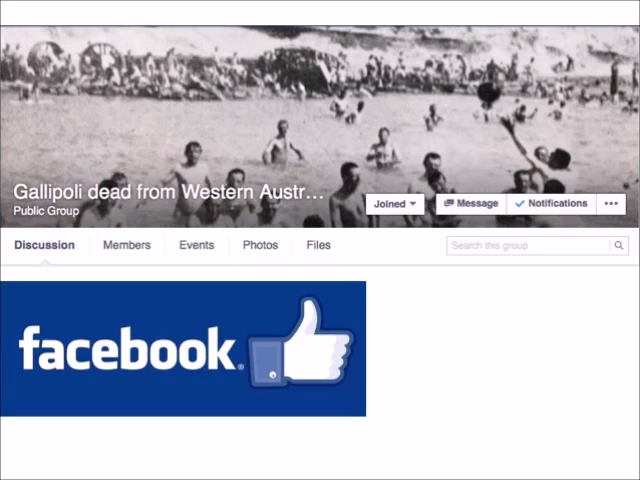 Gallipoli dead from Western Austr...
Public Group
Joined
Message
Notifications
Discussion
Members
Events
Photos
Files
Search this group
facebook